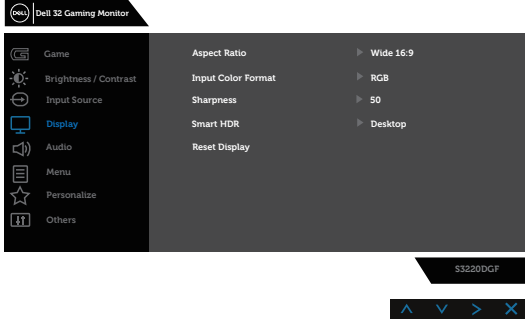 DELL Dell 32 Gaming Monitor
Game
Brightness / Contrast
Input Source
Display
Audio
Menu
Personalize
Others
Aspect Ratio Wide 16:9
Input Color Format RGB
Sharpness 50
Smart HDR Desktop
Reset Display
S3220DGF